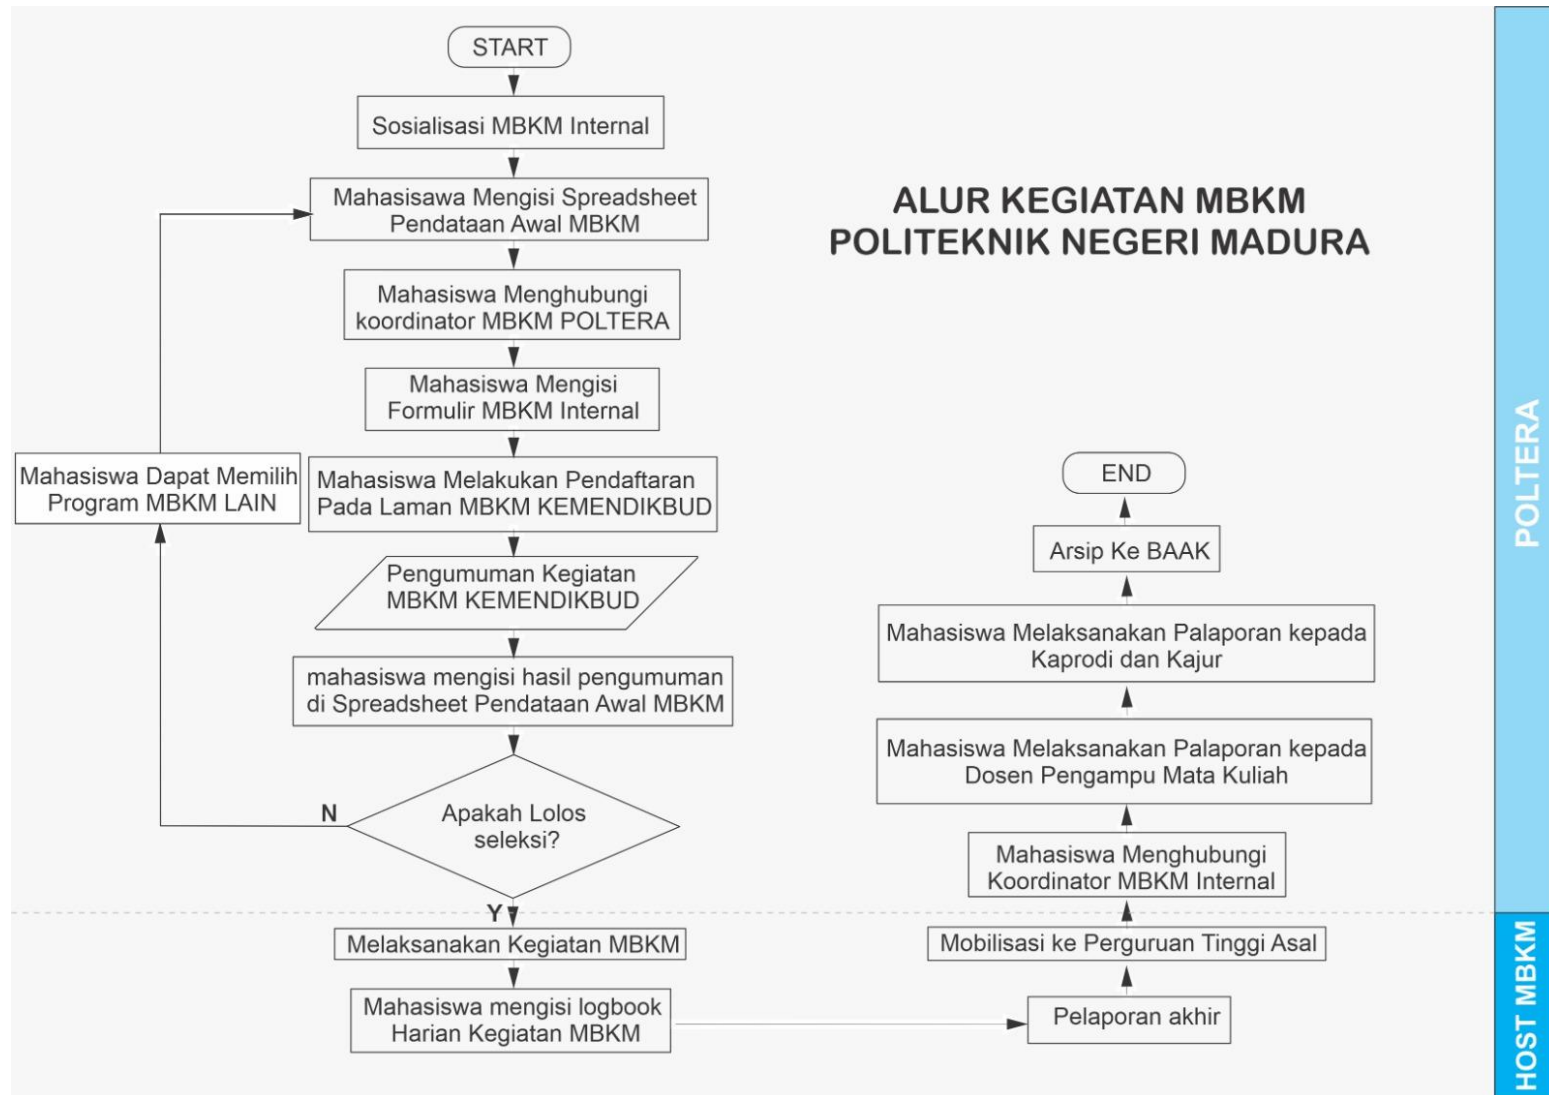 START
Sosialisasi MBKM Internal
Mahasisawa Mengisi Spreadsheet
Pendataan Awal MBKM
ALUR KEGIATAN MBKM
POLITEKNIK NEGERI MADURA
Mahasiswa Menghubungi
koordinator MBKM POLTERA
Mahasiswa Mengisi
Formulir MBKM Internal
Mahasiswa Dapat Memilih
Program MBKM LAIN
Mahasiswa Melakukan Pendaftaran
Pada Laman MBKM KEMENDIKBUD
Pengumuman Kegiatan
MBKM KEMENDIKBUD
mahasiswa mengisi hasil pengumuman
di Spreadsheet Pendataan Awal MBKM
N
Apakah Lolos
seleksi?
Y
Melaksanakan Kegiatan MBKM
Mahasiswa mengisi logbook
Harian Kegiatan MBKM
Pelaporan akhir
Mobilisasi ke Perguruan Tinggi Asal
Mahasiswa Menghubungi
Koordinator MBKM Internal
Mahasiswa Melaksanakan Palaporan kepada
Dosen Pengampu Mata Kuliah
Mahasiswa Melaksanakan Palaporan kepada
Kaprodi dan Kajur
Arsip Ke BAAK
END
POLTERA
HOST MBKM